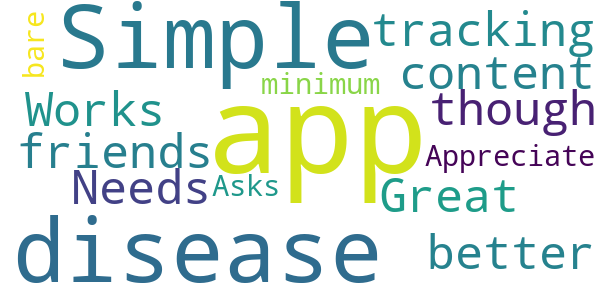 bare
Simple
tracking
content
minimum
Works
app
though
friends
Appreciate
Needs
Asks
Great
disease
better